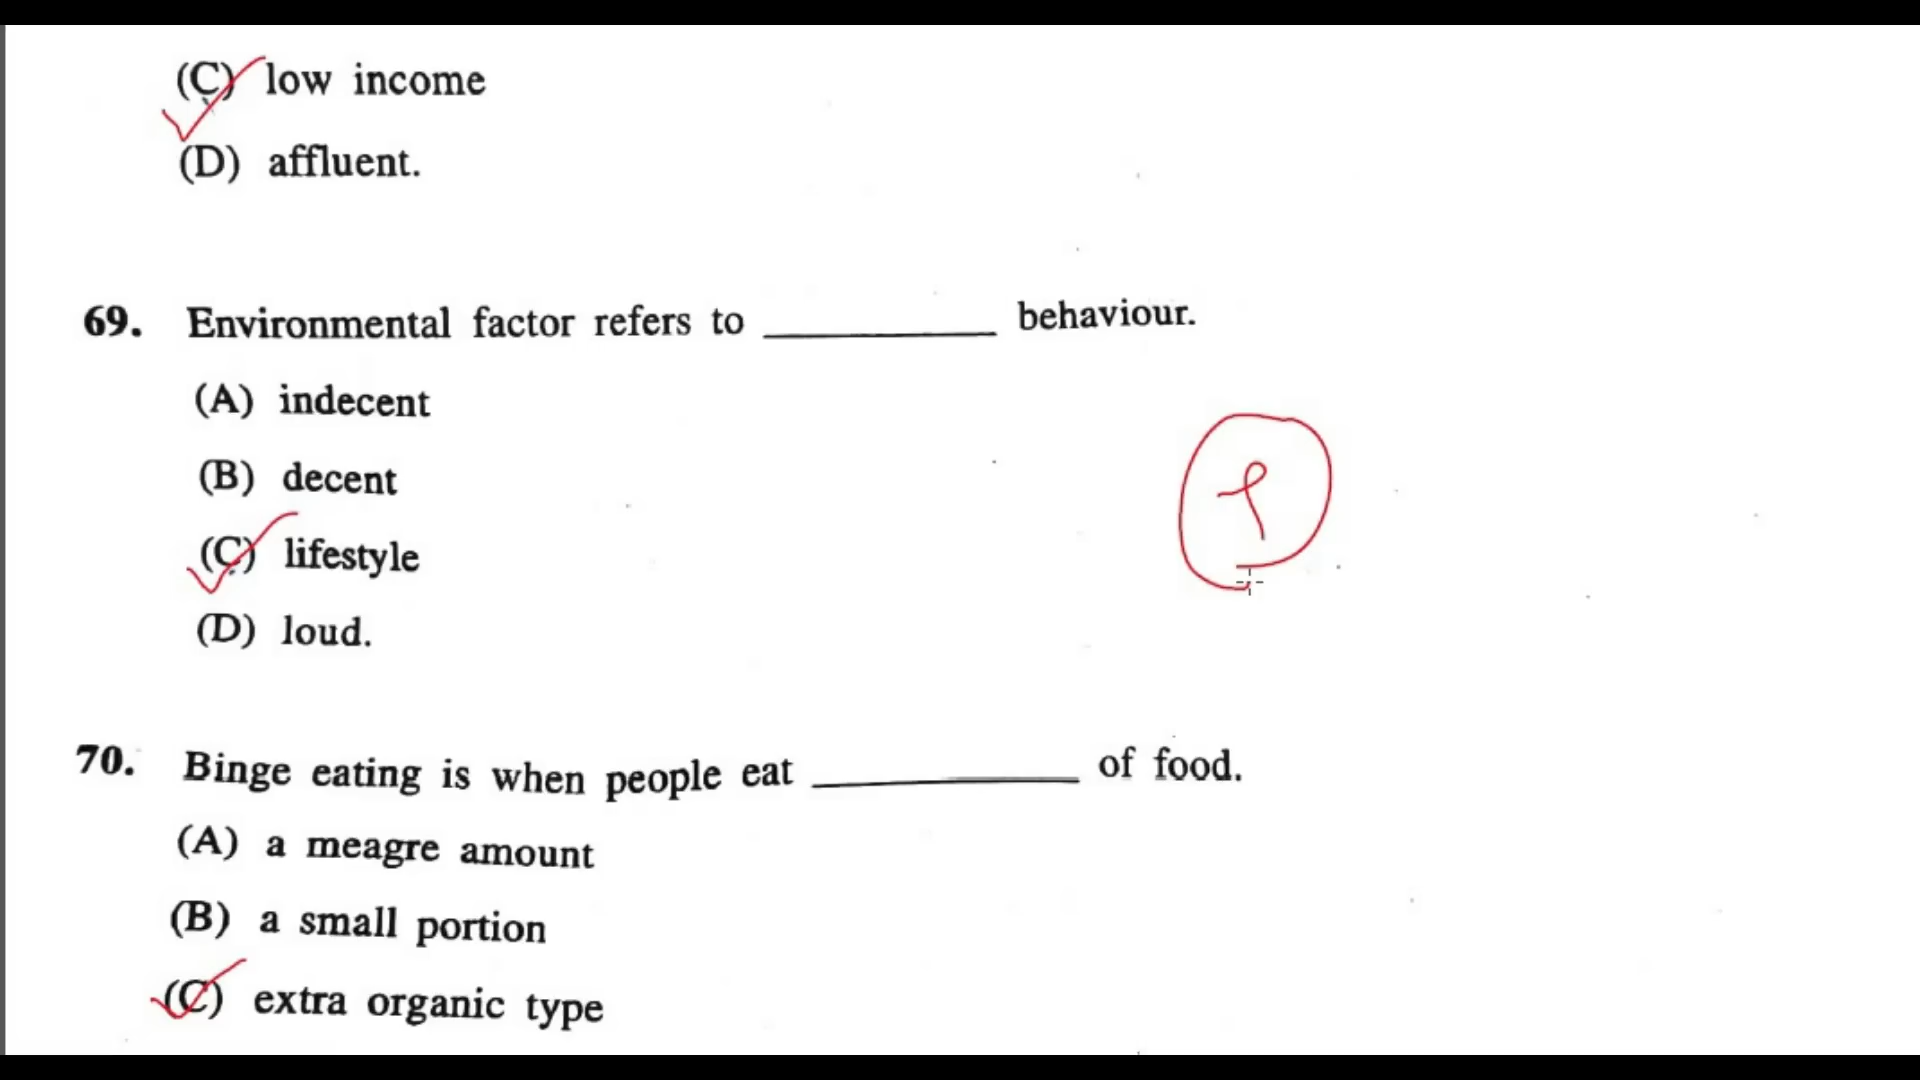 (C) low income
(D) affluent.
69. Environmental factor refers to __________ behaviour.
(A) indecent
(B) decent
(C) lifestyle
(D) loud.
70. Binge eating is when people eat __________ of food.
(A) a meagre amount
(B) a small portion
(C) extra organic type